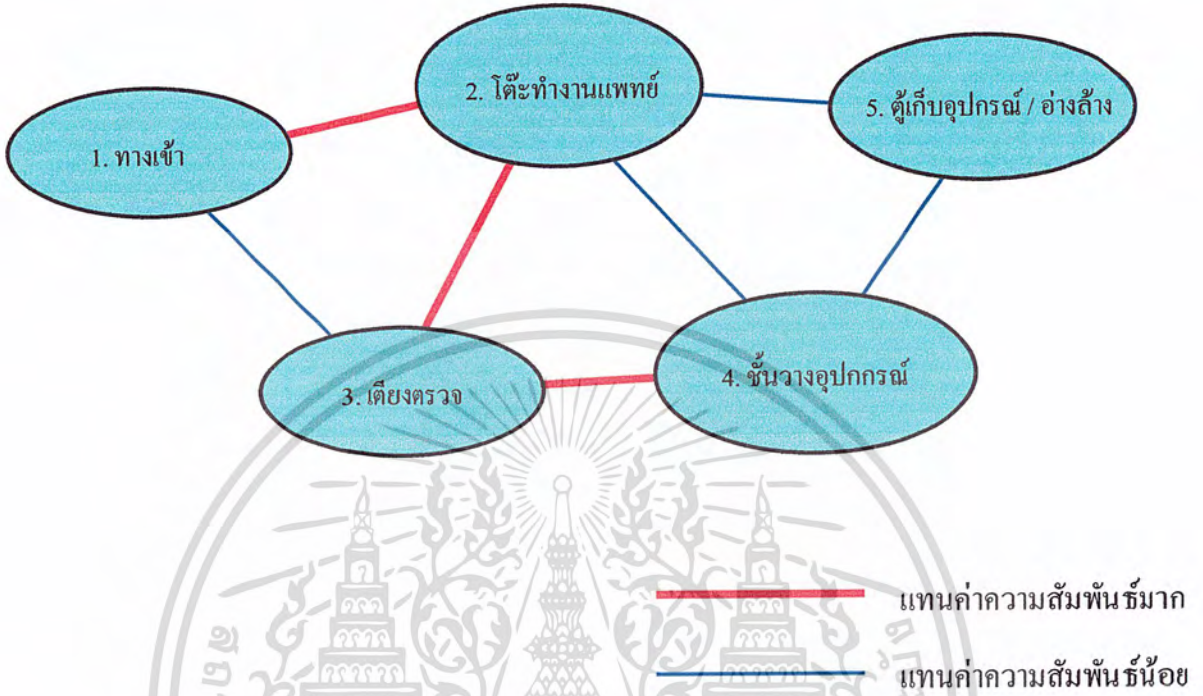 1. ทางเข้า
2. โต๊ะทำงานแพทย์
5. ตู้เก็บอุปกรณ์ / อ่างล้าง
3. เตียงตรวจ
4. ชั้นวางอุปกกรณ์
แทนค่าความสัมพันธ์มาก
แทนค่าความสัมพันธ์น้อย